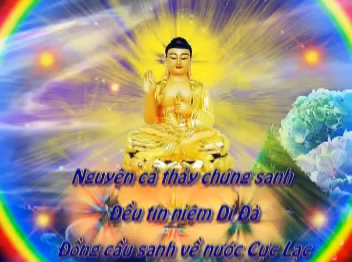 Nguyện cả thảy chúng sanh
Đều tín niệm Di Đà
Đồng cầu sanh về nước Cực Lạc